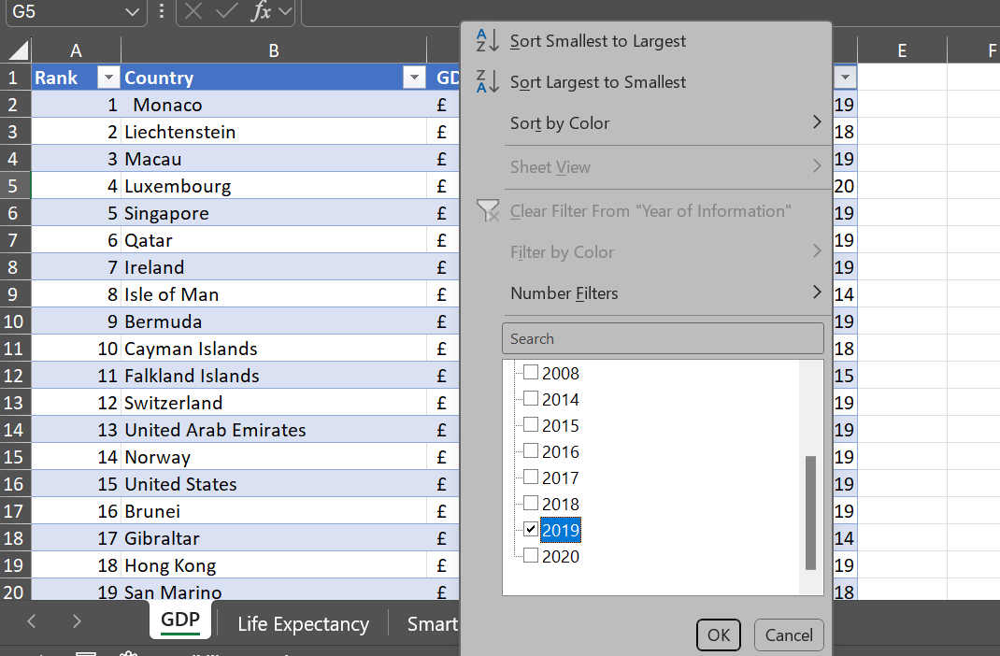 G5 fx
A B E F
1 Rank Country GD
2 1 Monaco £ 19
3 2 Liechtenstein £ 18
4 3 Macau £ 19
5 4 Luxembourg £ 20
6 5 Singapore £ 19
7 6 Qatar £ 19
8 7 Ireland £ 19
9 8 Isle of Man £ 14
10 9 Bermuda £ 19
11 10 Cayman Islands £ 18
12 11 Falkland Islands £ 15
13 12 Switzerland £ 19
14 13 United Arab Emirates £ 19
15 14 Norway £ 19
16 15 United States £ 19
17 16 Brunei £ 19
18 17 Gibraltar £ 14
19 18 Hong Kong £ 19
20 19 San Marino £ 18
GDP Life Expectancy Smart
Sort Smallest to Largest
Sort Largest to Smallest
Sort by Color
Sheet View
Clear Filter From "Year of Information"
Filter by Color
Number Filters
Search
2008
2014
2015
2016
2017
2018
2019
2020
OK Cancel